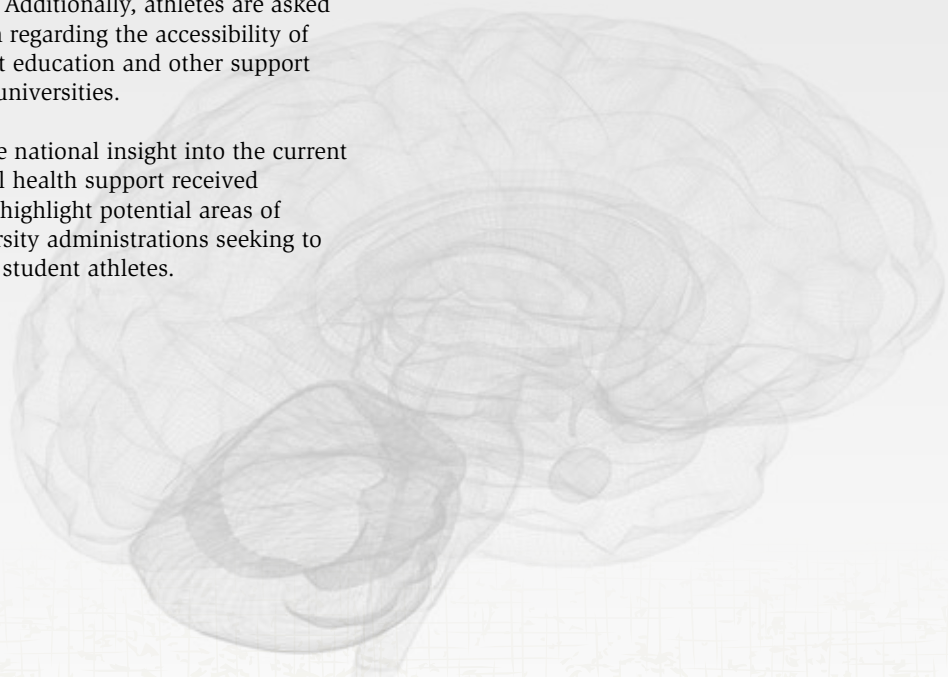 Additionally, athletes are asked
regarding the accessibility of
education and other support
universities.
national insight into the current
health support received
highlight potential areas of
administrations seeking to
student athletes.